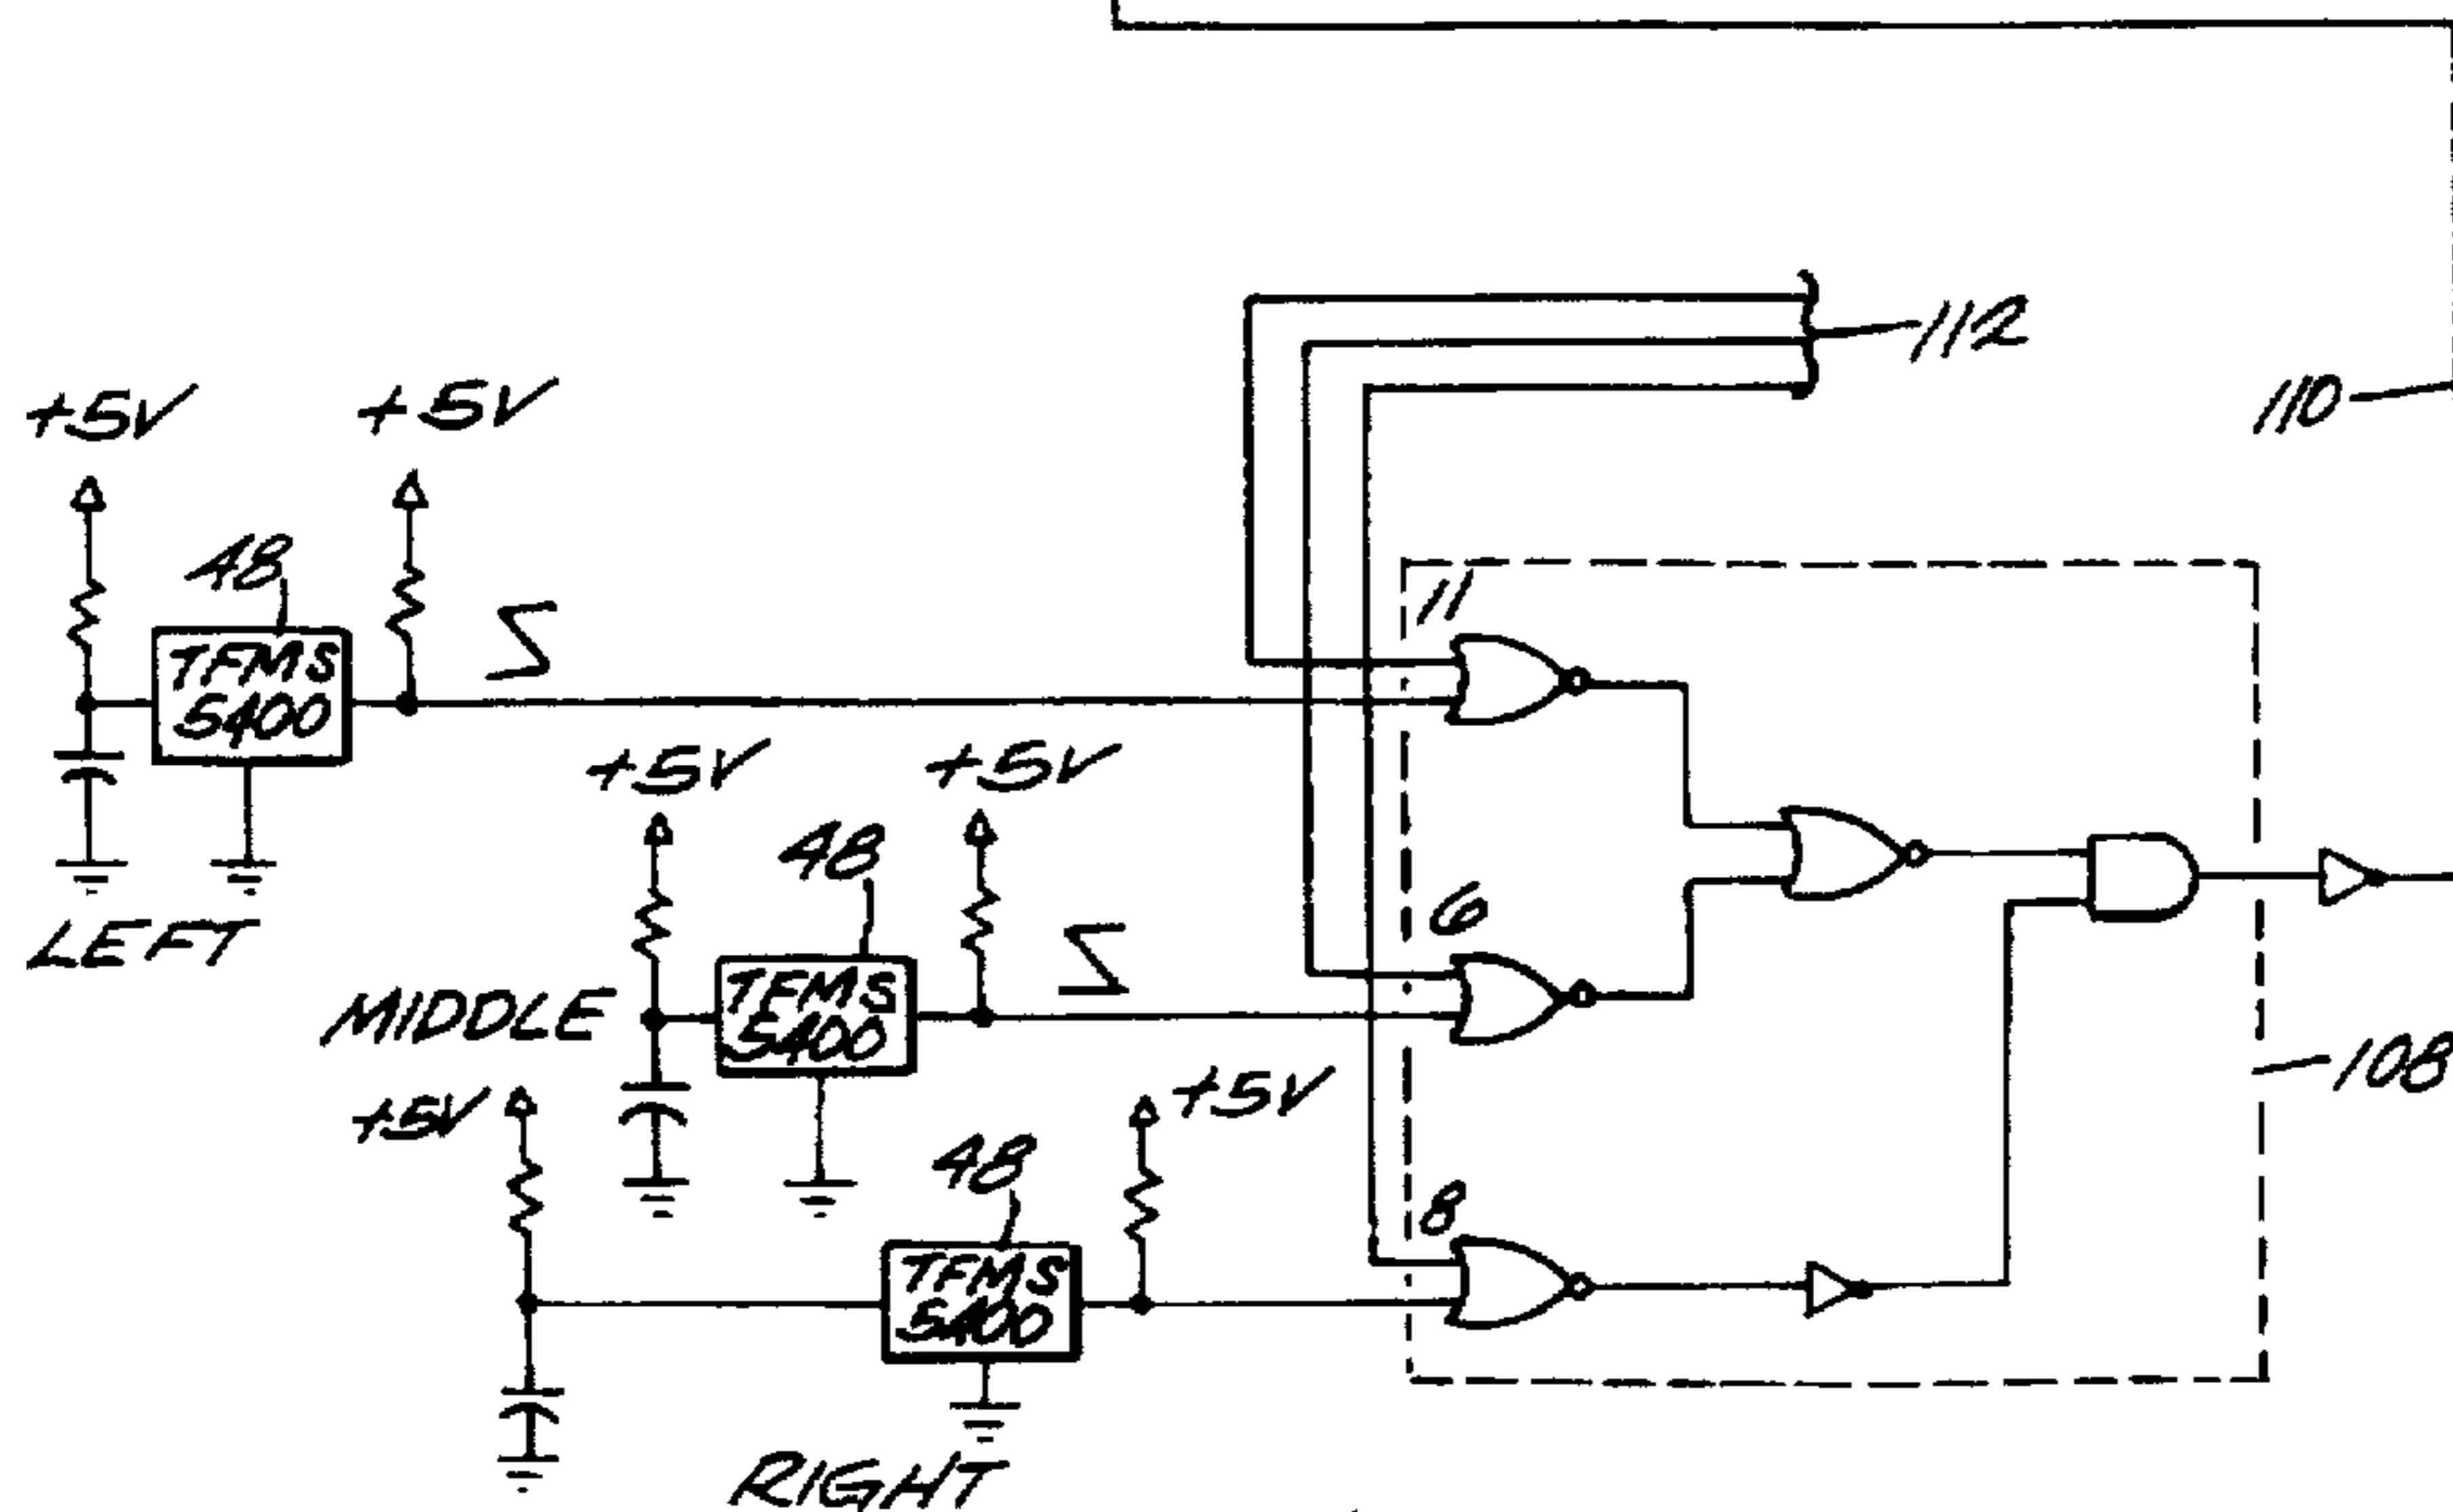 112
110
+5V
+5V
48
TFMS
5400
LEFT
11
+5V
+5V
48
6
MIDDLE
TFMS
5400
108
+5V
+5V
48
8
TFMS
5400
RIGHT